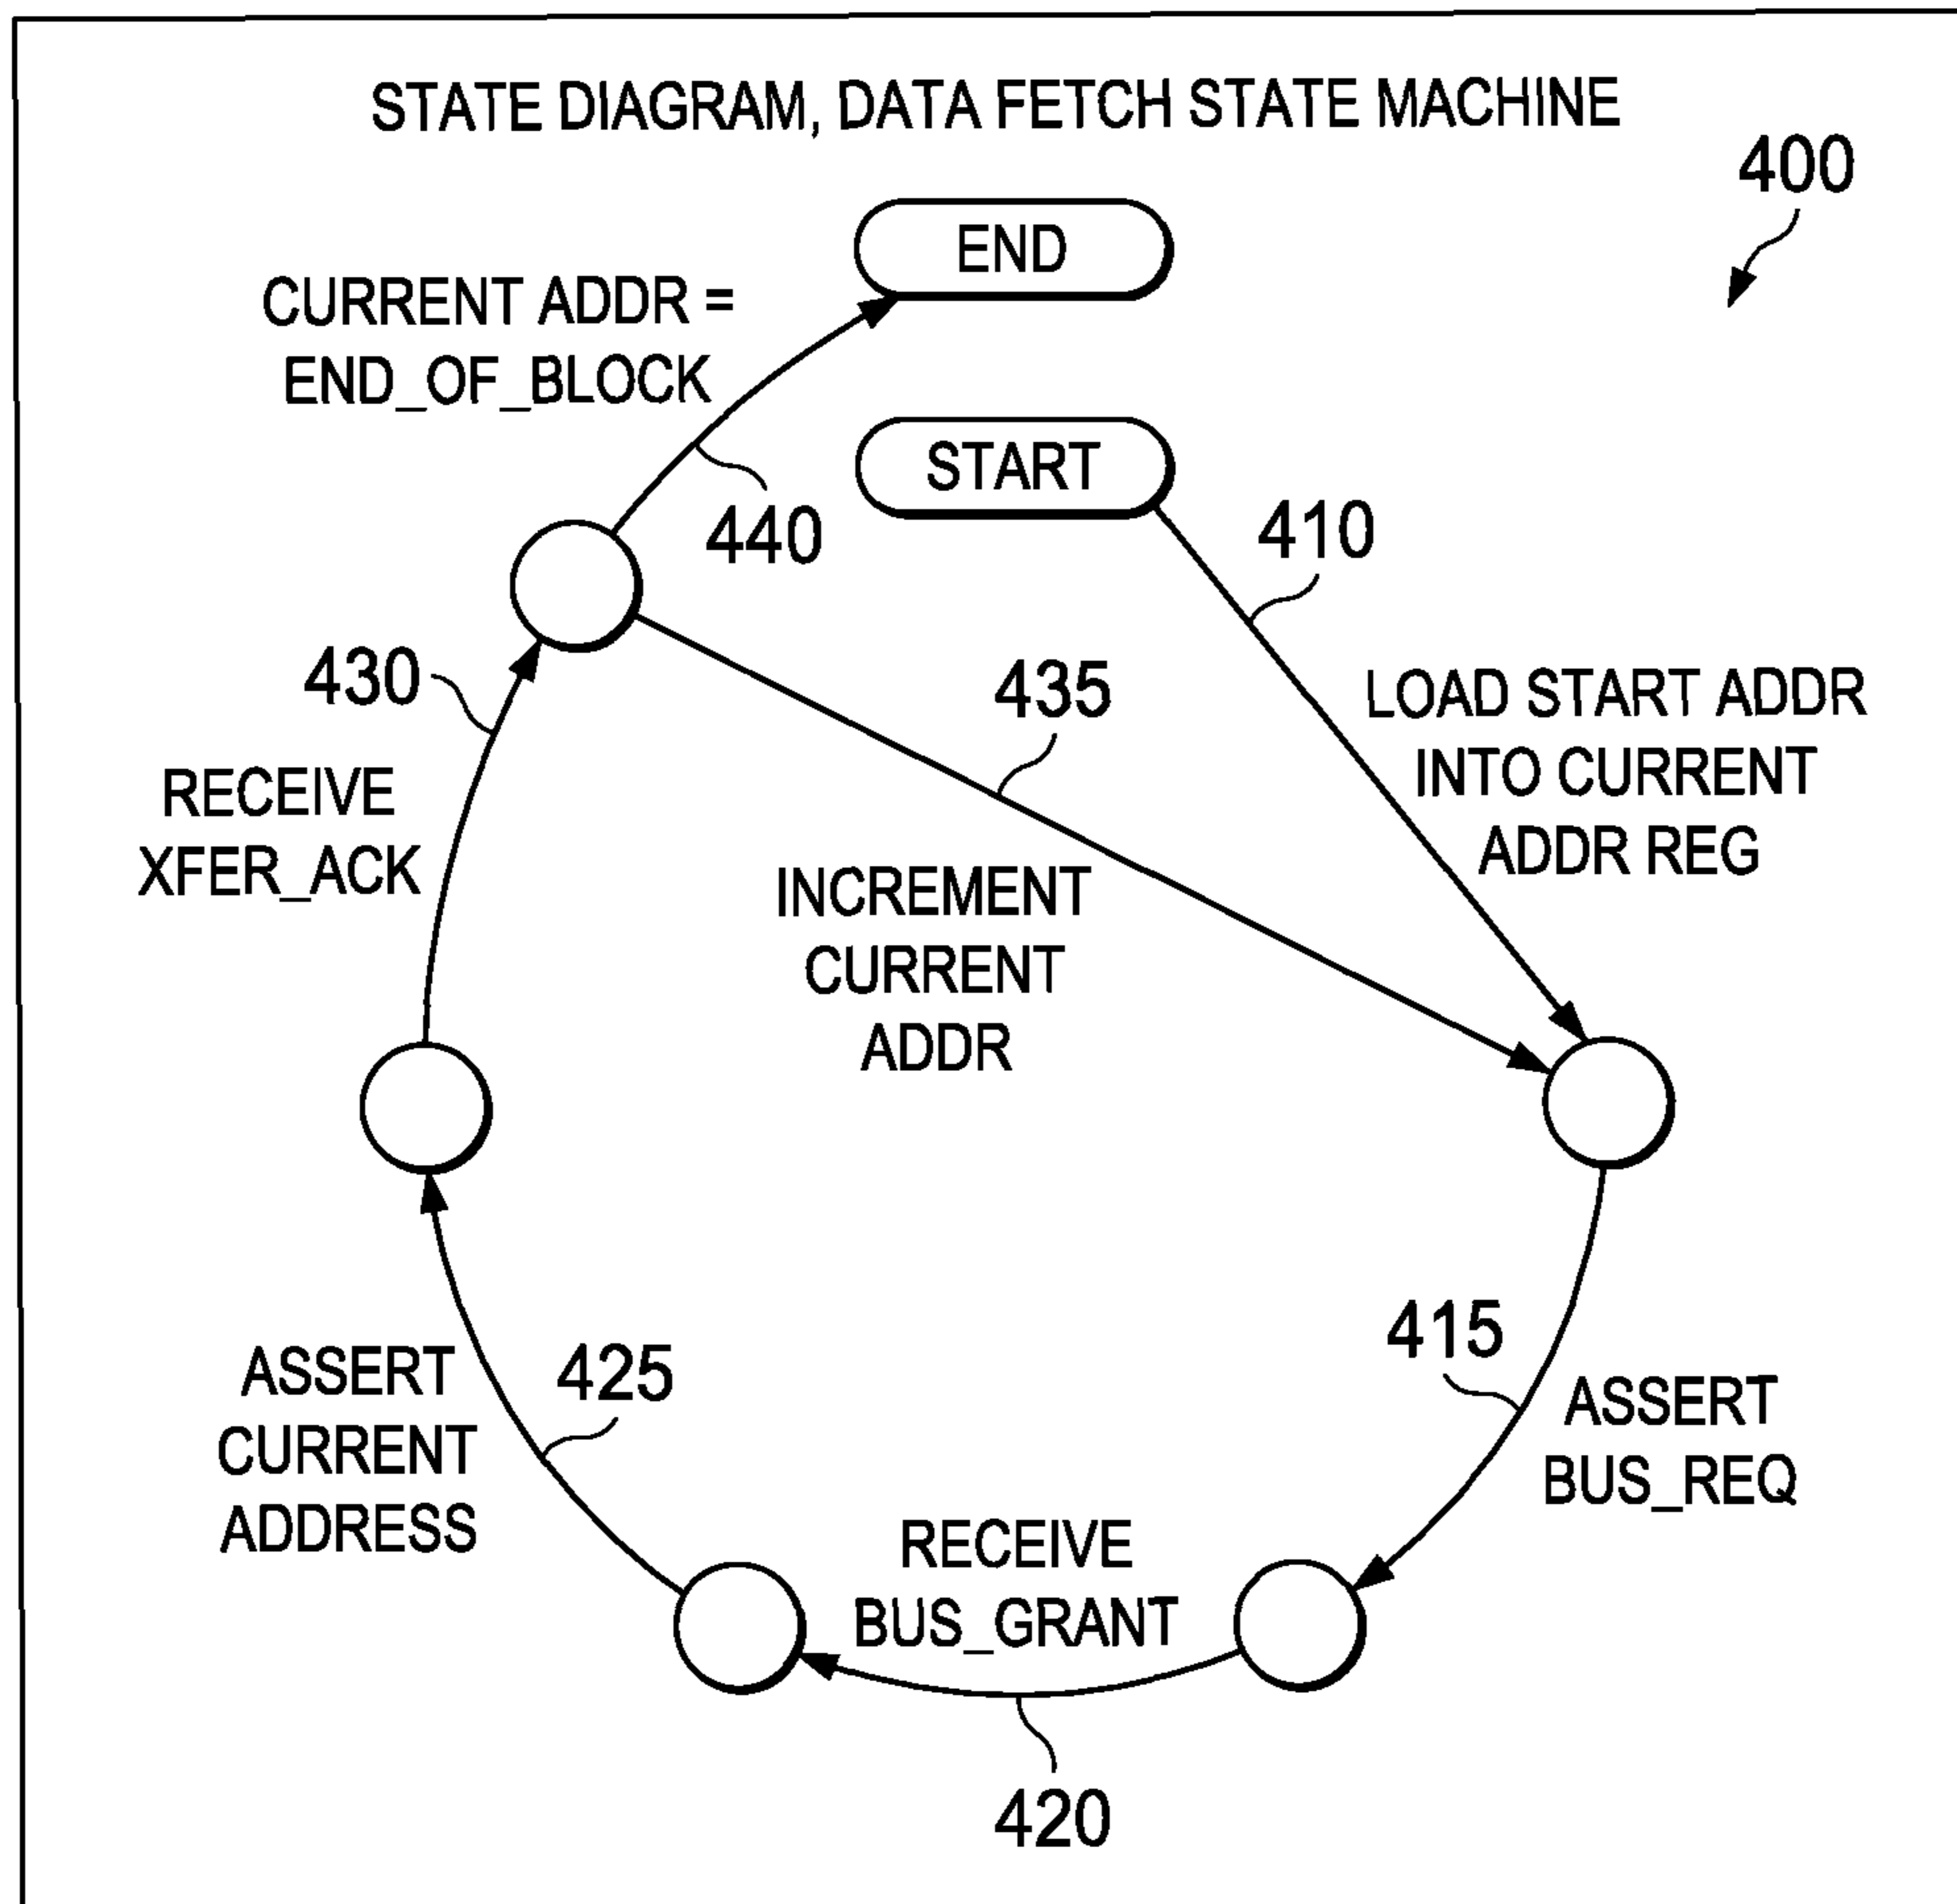 STATE DIAGRAM, DATA FETCH STATE MACHINE
400
END
CURRENT ADDR =
END_OF_BLOCK
START
440
410
430
435
LOAD START ADDR
INTO CURRENT
ADDR REG
RECEIVE
XFER_ACK
INCREMENT
CURRENT
ADDR
415
ASSERT
BUS_REQ
425
ASSERT
CURRENT
ADDRESS
RECEIVE
BUS_GRANT
420